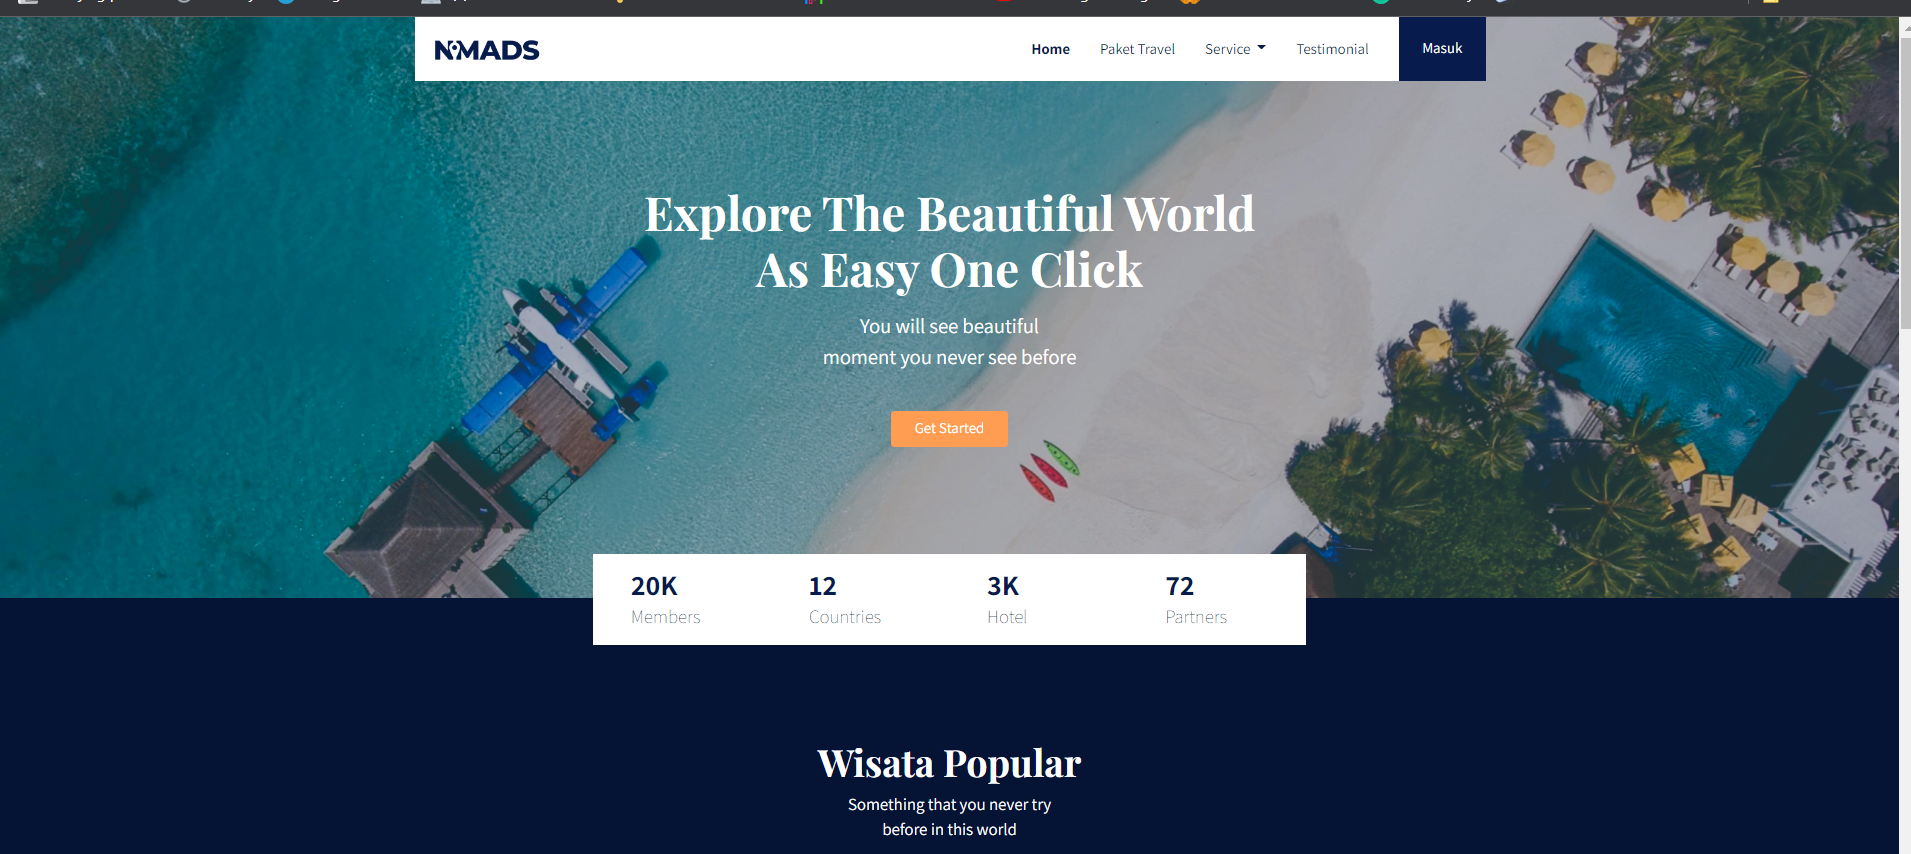 NOMADS
Home Paket Travel Service Testimonial Masuk
Explore The Beautiful World
As Easy One Click
You will see beautiful
moment you never see before
Get Started
20K 12 3K 72
Members Countries Hotel Partners
Wisata Popular
Something that you never try
before in this world